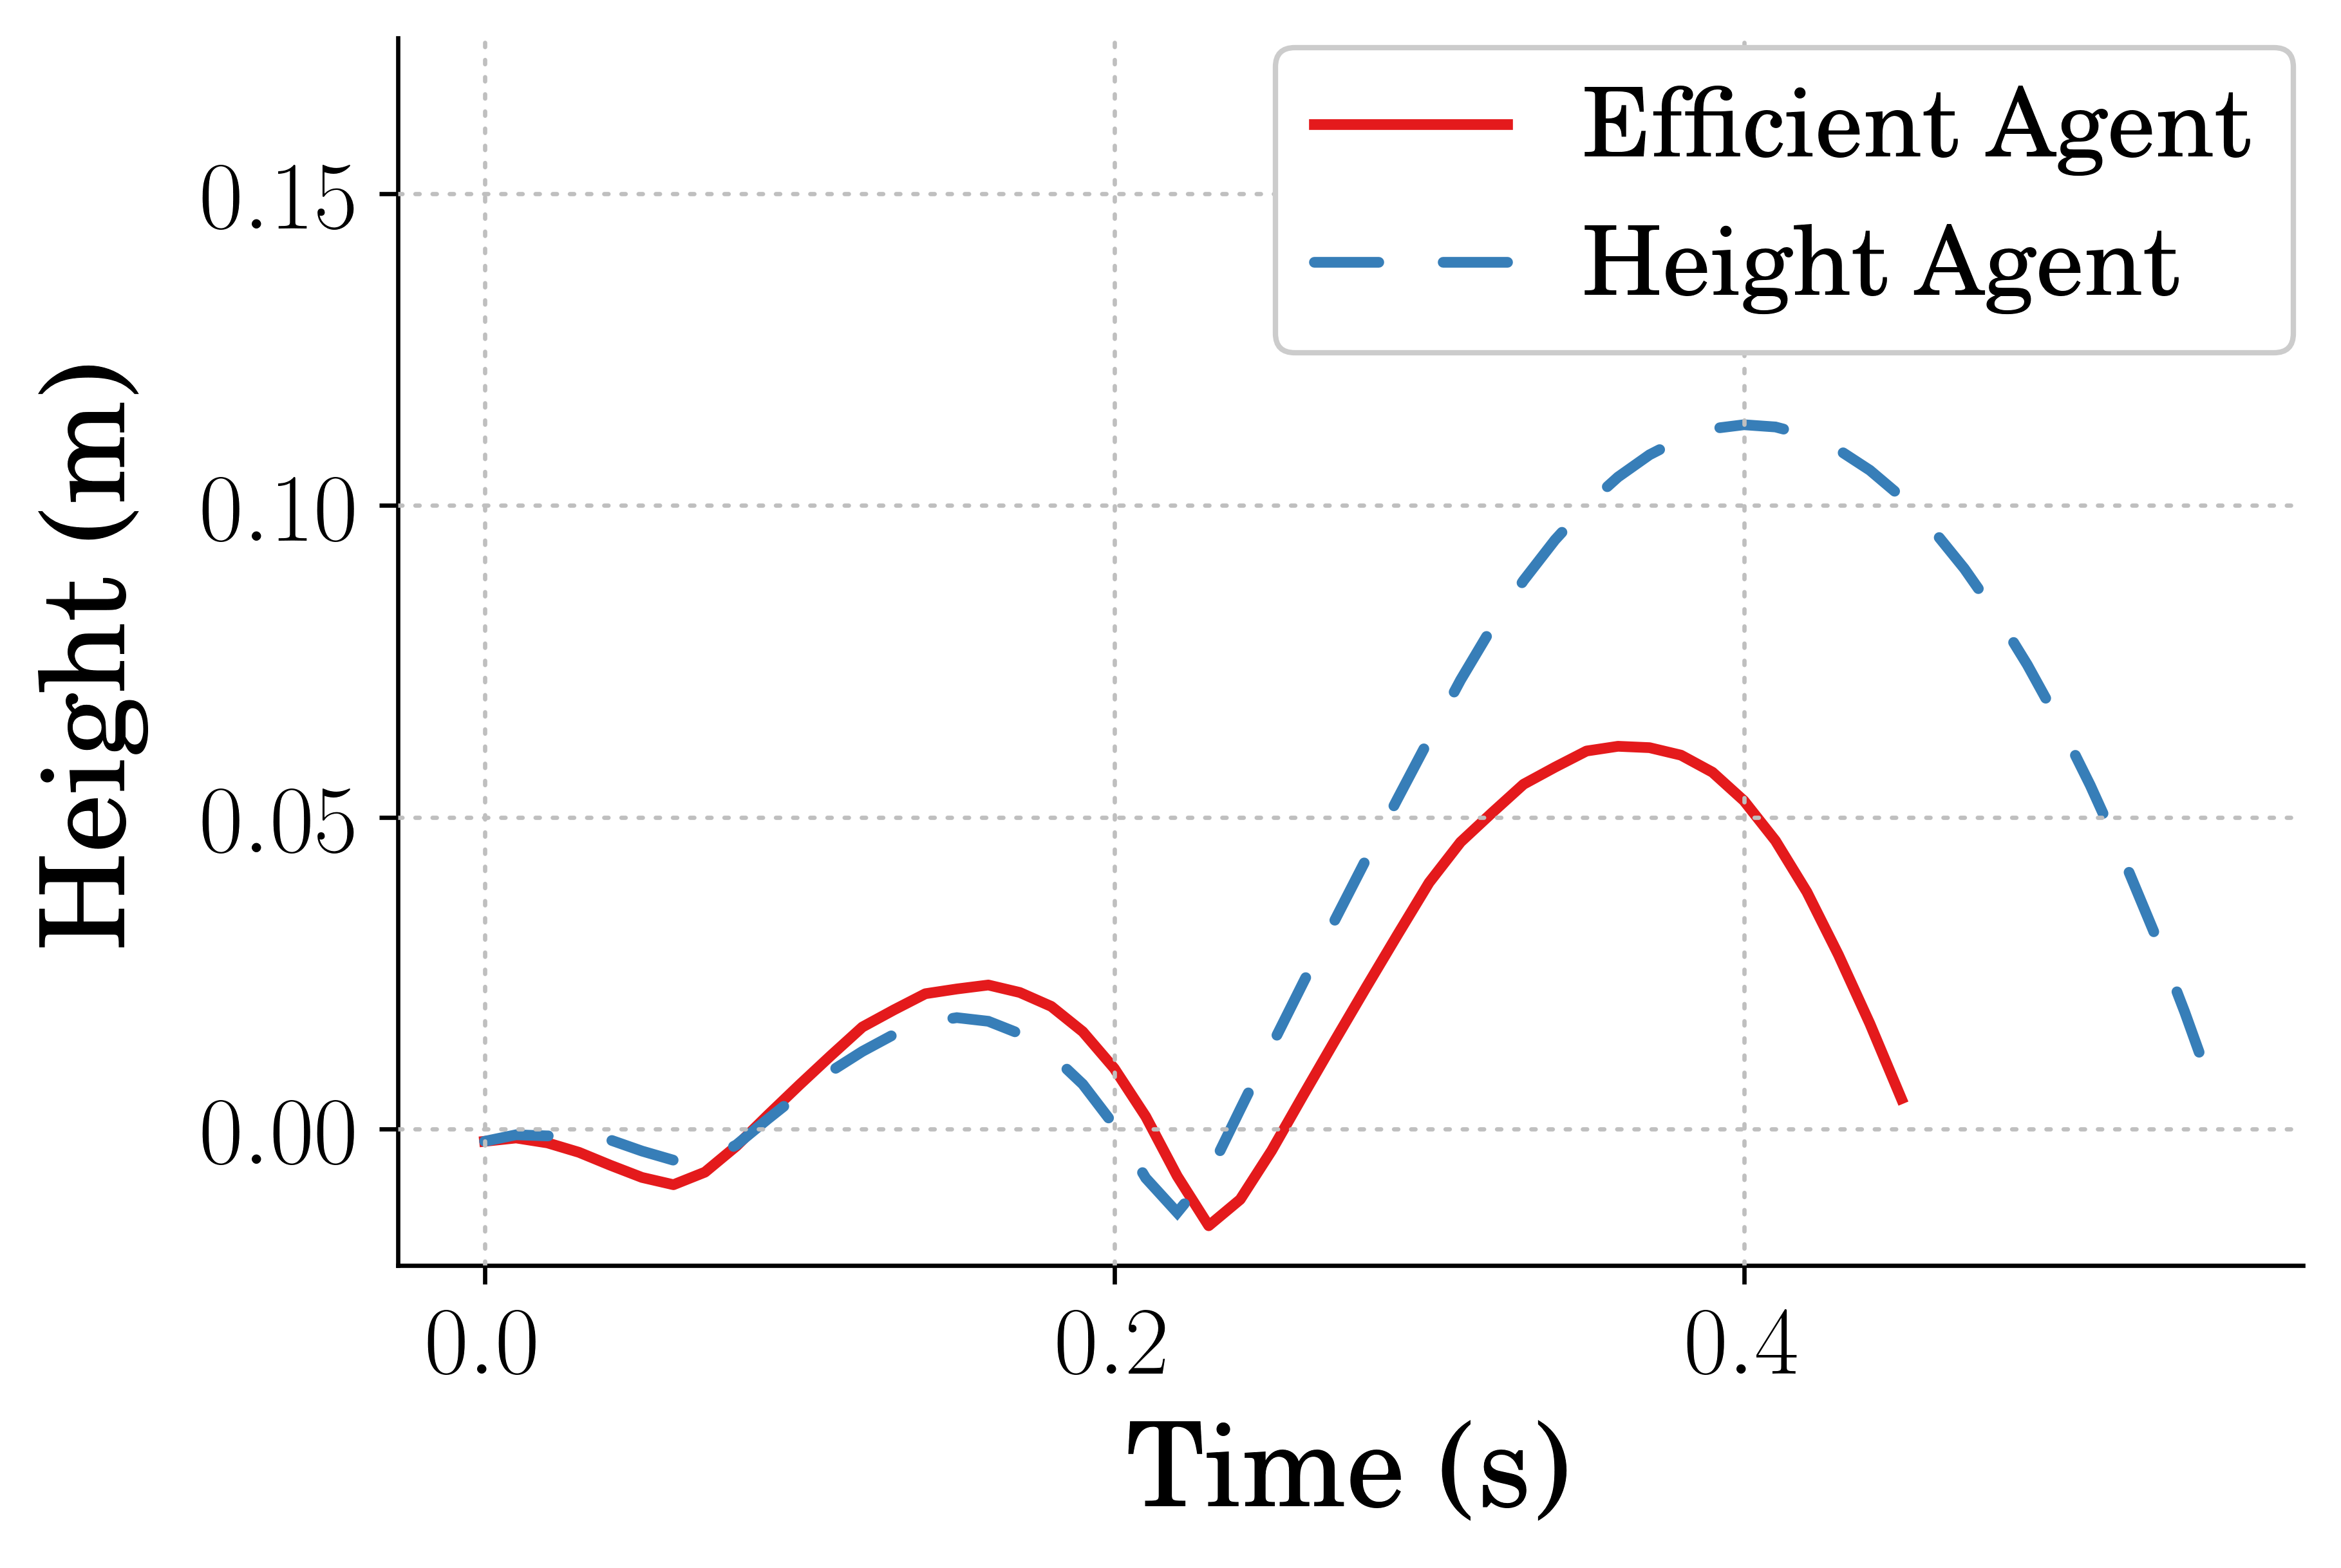 Efficient Agent
Height Agent
Height (m)
0.15
0.10
0.05
0.00
0.0 0.2 0.4
Time (s)